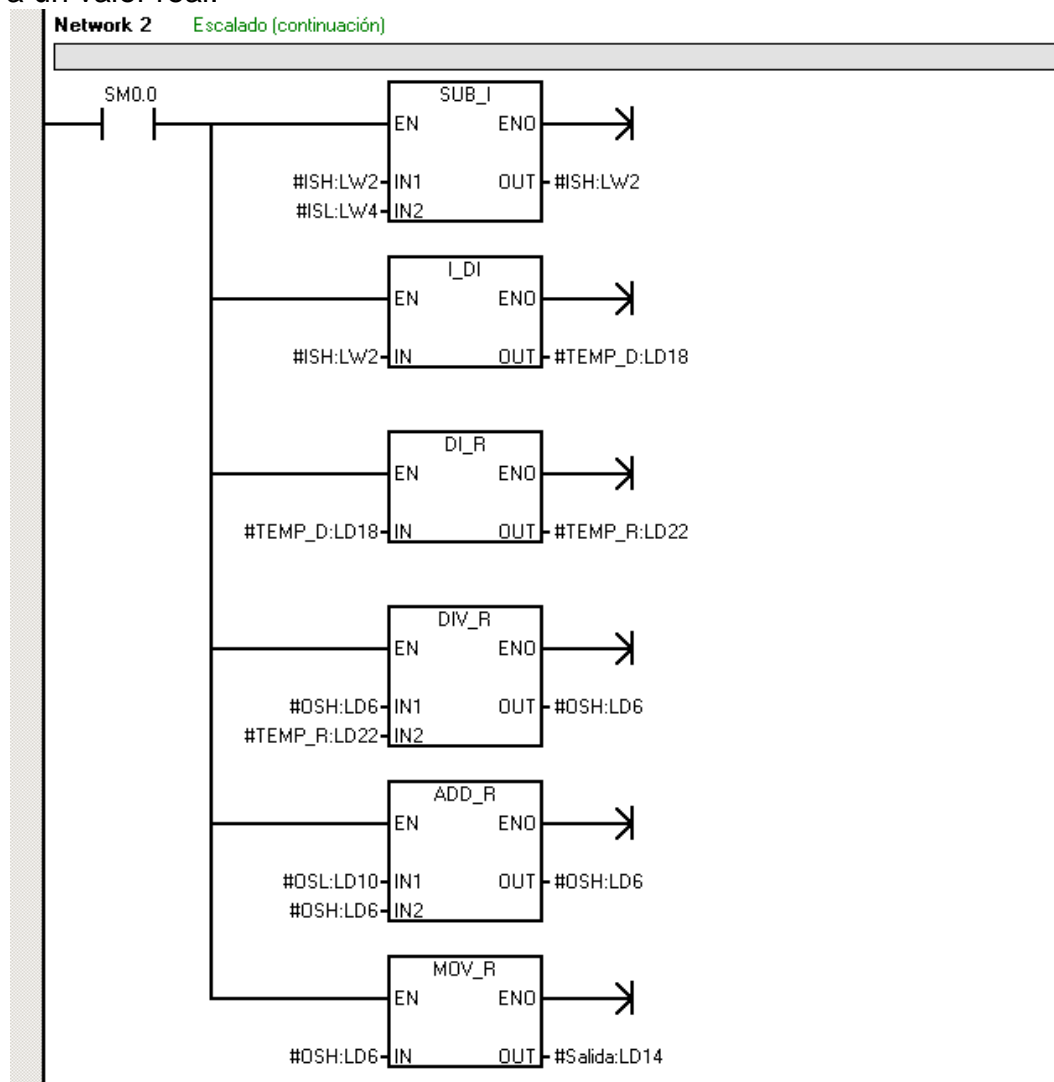 a un valor real.
Network 2 Escalado (continuación)
SM0.0
SUB_I
EN ENO
#ISH:LW2 IN1 OUT #ISH:LW2
#ISL:LW4 IN2
I_DI
EN ENO
#ISH:LW2 IN OUT #TEMP_D:LD18
DI_R
EN ENO
#TEMP_D:LD18 IN OUT #TEMP_R:LD22
DIV_R
EN ENO
#OSH:LD6 IN1 OUT #OSH:LD6
#TEMP_R:LD22 IN2
ADD_R
EN ENO
#OSL:LD10 IN1 OUT #OSH:LD6
#OSH:LD6 IN2
MOV_R
EN ENO
#OSH:LD6 IN OUT #Salida:LD14